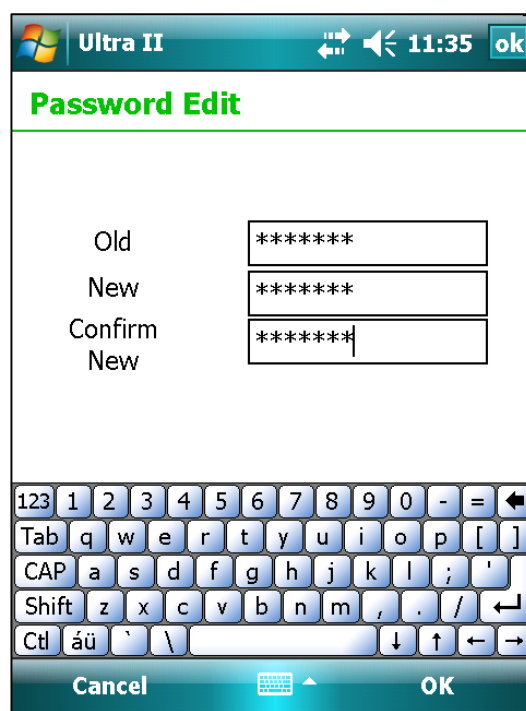 Ultra II 11:35 ok
Password Edit
Old *******
New *******
Confirm New *******
123 1 2 3 4 5 6 7 8 9 0 - =
Tab q w e r t y u i o p [ ]
CAP a s d f g h j k l ; '
Shift z x c v b n m , . / ↵
Ctl áü ` \ ↓ ↑ ← →
Cancel OK